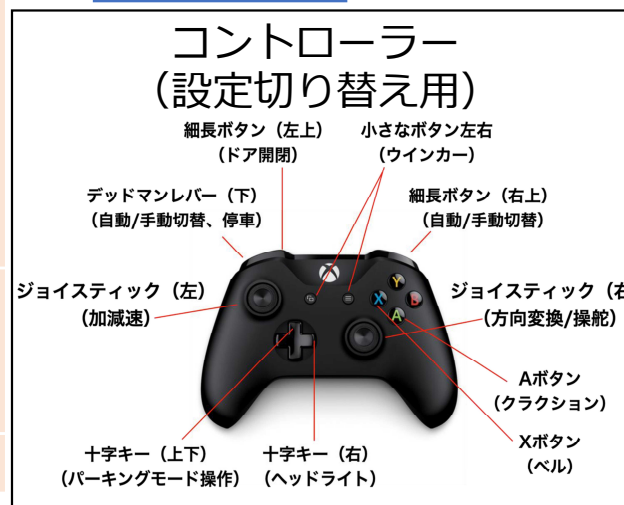 コントローラー
（設定切り替え用）
細長ボタン（左上）
（ドア開閉）
小さなボタン左右
（ウインカー）
デッドマンレバー（下）
（自動/手動切替、停車）
細長ボタン（右上）
（自動/手動切替）
ジョイスティック（左）
（加減速）
ジョイスティック（右
（方向変換/操舵）
Y
X
B
A
Aボタン
（クラクション）
Xボタン
（ベル）
十字キー（上下）
（パーキングモード操作）
十字キー（右）
（ヘッドライト）